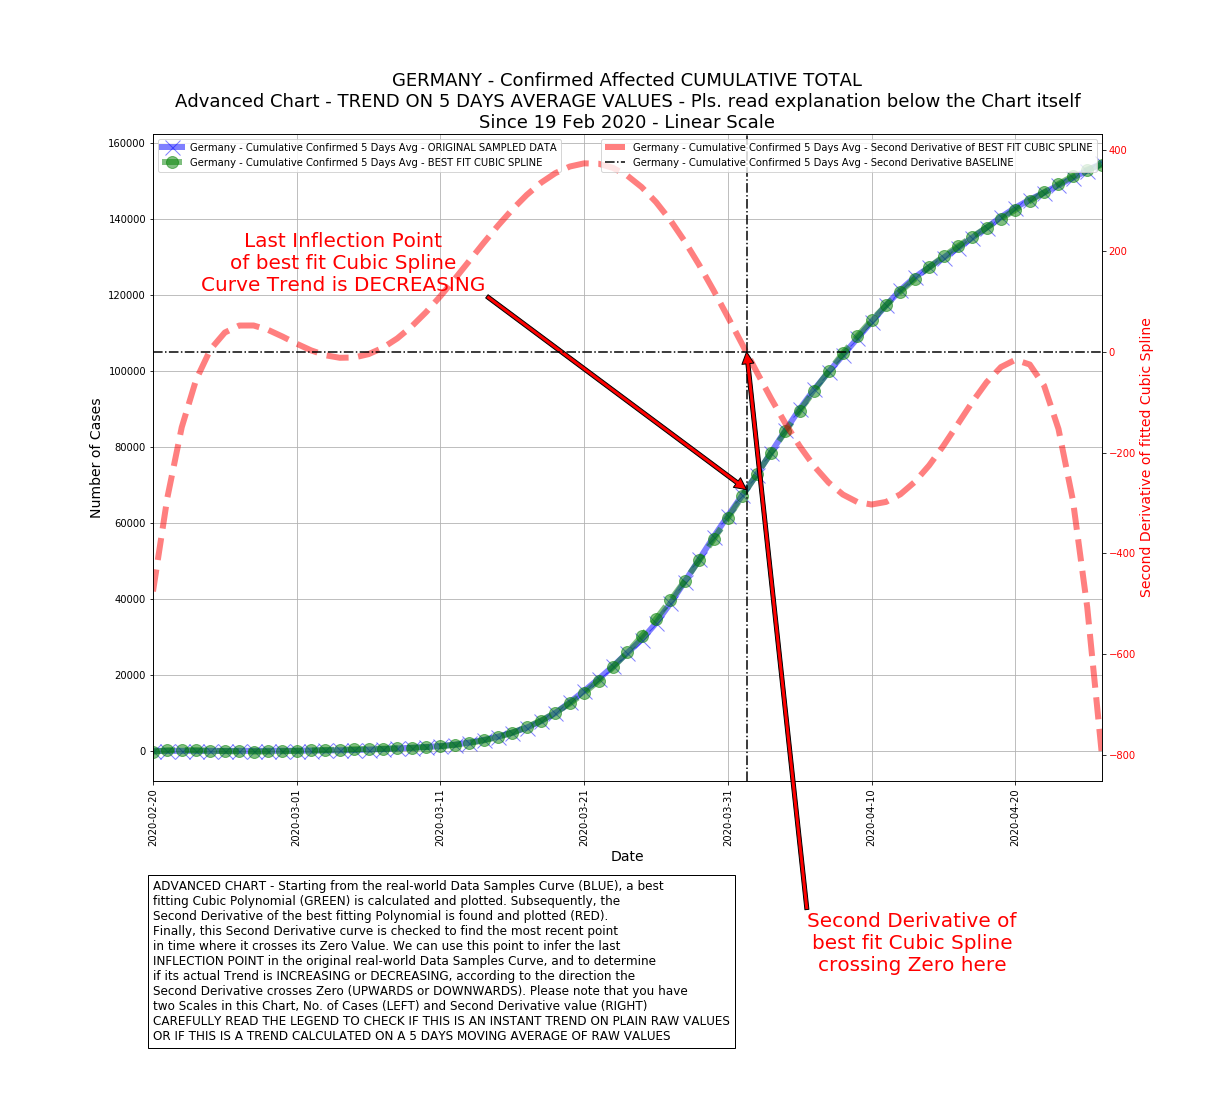 GERMANY - Confirmed Affected CUMULATIVE TOTAL
Advanced Chart - TREND ON 5 DAYS AVERAGE VALUES - Pls. read explanation below the Chart itself
Since 19 Feb 2020 - Linear Scale
Germany - Cumulative Confirmed 5 Days Avg - ORIGINAL SAMPLED DATA
Germany - Cumulative Confirmed 5 Days Avg - BEST FIT CUBIC SPLINE
Germany - Cumulative Confirmed 5 Days Avg - Second Derivative of BEST FIT CUBIC SPLINE
Germany - Cumulative Confirmed 5 Days Avg - Second Derivative BASELINE
Last Inflection Point
of best fit Cubic Spline
Curve Trend is DECREASING
Number of Cases
160000
140000
120000
100000
80000
60000
40000
20000
0
400
200
0
−200
−400
−600
−800
Second Derivative of fitted Cubic Spline
2020-02-20
2020-03-01
2020-03-11
2020-03-21
2020-03-31
2020-04-10
2020-04-20
Date
Second Derivative of
best fit Cubic Spline
crossing Zero here
ADVANCED CHART - Starting from the real-world Data Samples Curve (BLUE), a best
fitting Cubic Polynomial (GREEN) is calculated and plotted. Subsequently, the
Second Derivative of the best fitting Polynomial is found and plotted (RED).
Finally, this Second Derivative curve is checked to find the most recent point
in time where it crosses its Zero Value. We can use this point to infer the last
INFLECTION POINT in the original real-world Data Samples Curve, and to determine
if its actual Trend is INCREASING or DECREASING, according to the direction the
Second Derivative crosses Zero (UPWARDS or DOWNWARDS). Please note that you have
two Scales in this Chart, No. of Cases (LEFT) and Second Derivative value (RIGHT)
CAREFULLY READ THE LEGEND TO CHECK IF THIS IS AN INSTANT TREND ON PLAIN RAW VALUES
OR IF THIS IS A TREND CALCULATED ON A 5 DAYS MOVING AVERAGE OF RAW VALUES